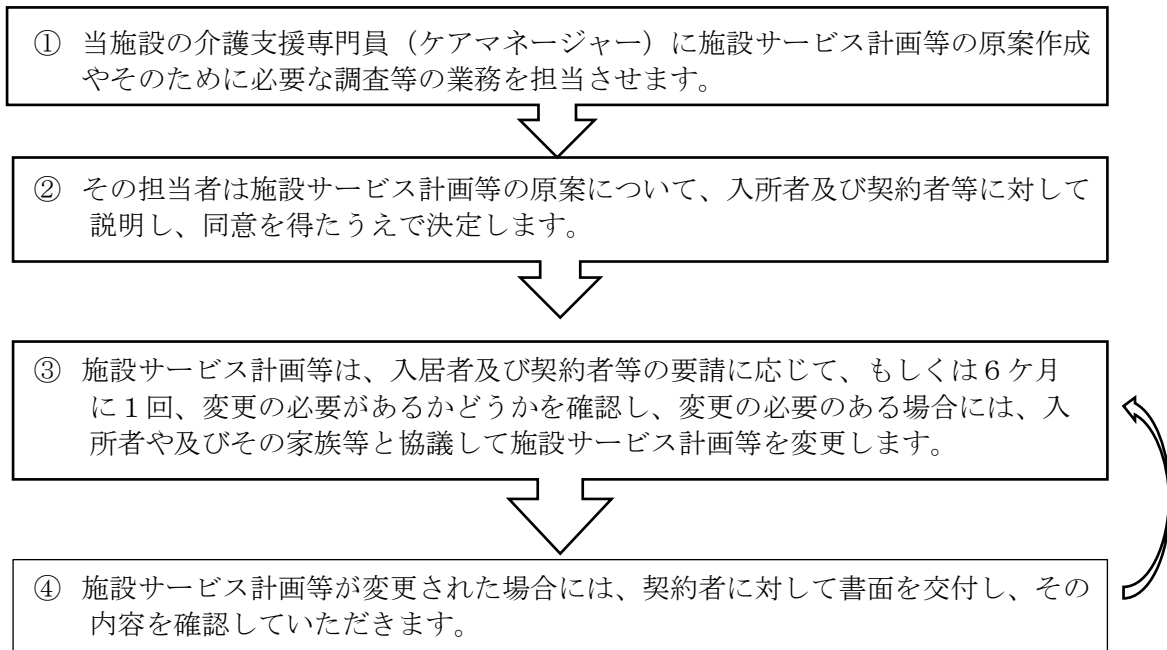 ① 当施設の介護支援専門員（ケアマネージャー）に施設サービス計画等の原案作成
やそのために必要な調査等の業務を担当させます。
② その担当者は施設サービス計画等の原案について、入所者及び契約者等に対して
説明し、同意を得たうえで決定します。
③ 施設サービス計画等は、入居者及び契約者等の要請に応じて、もしくは６ケ月
に１回、変更の必要があるかどうかを確認し、変更の必要のある場合には、入
所者や及びその家族等と協議して施設サービス計画等を変更します。
④ 施設サービス計画等が変更された場合には、契約者に対して書面を交付し、その
内容を確認していただきます。